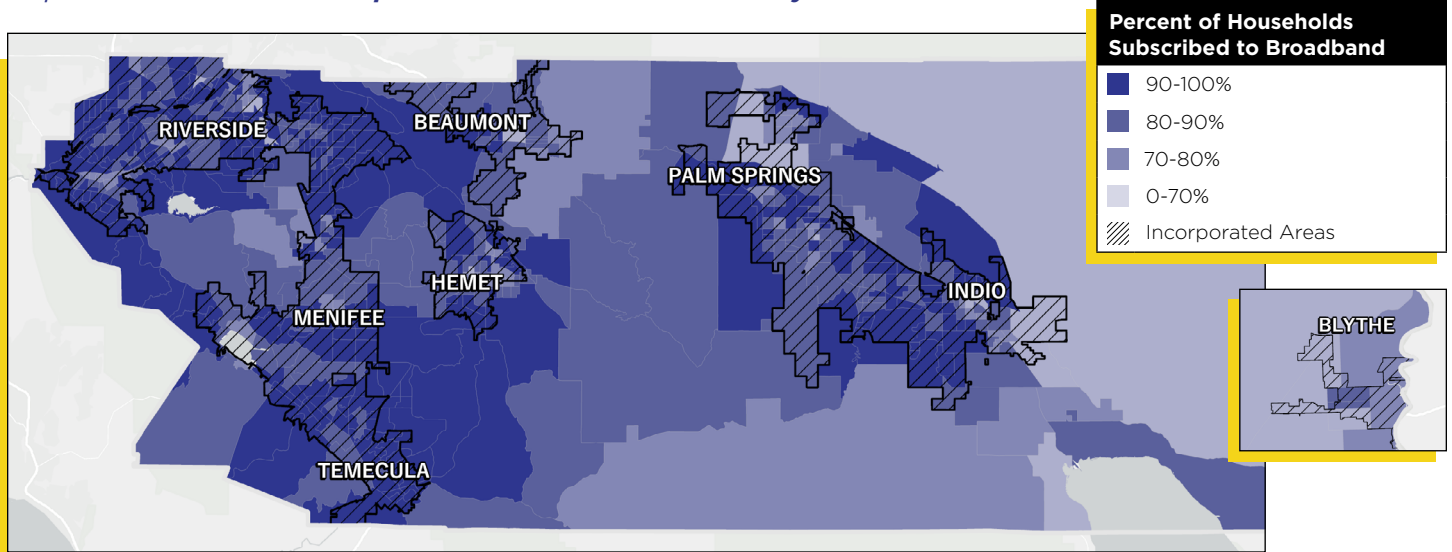 Percent of Households
Subscribed to Broadband
90-100%
80-90%
70-80%
0-70%
Incorporated Areas
RIVERSIDE
BEAUMONT
PALM SPRINGS
HEMET
INDIO
MENIFEE
BLYTHE
TEMECULA